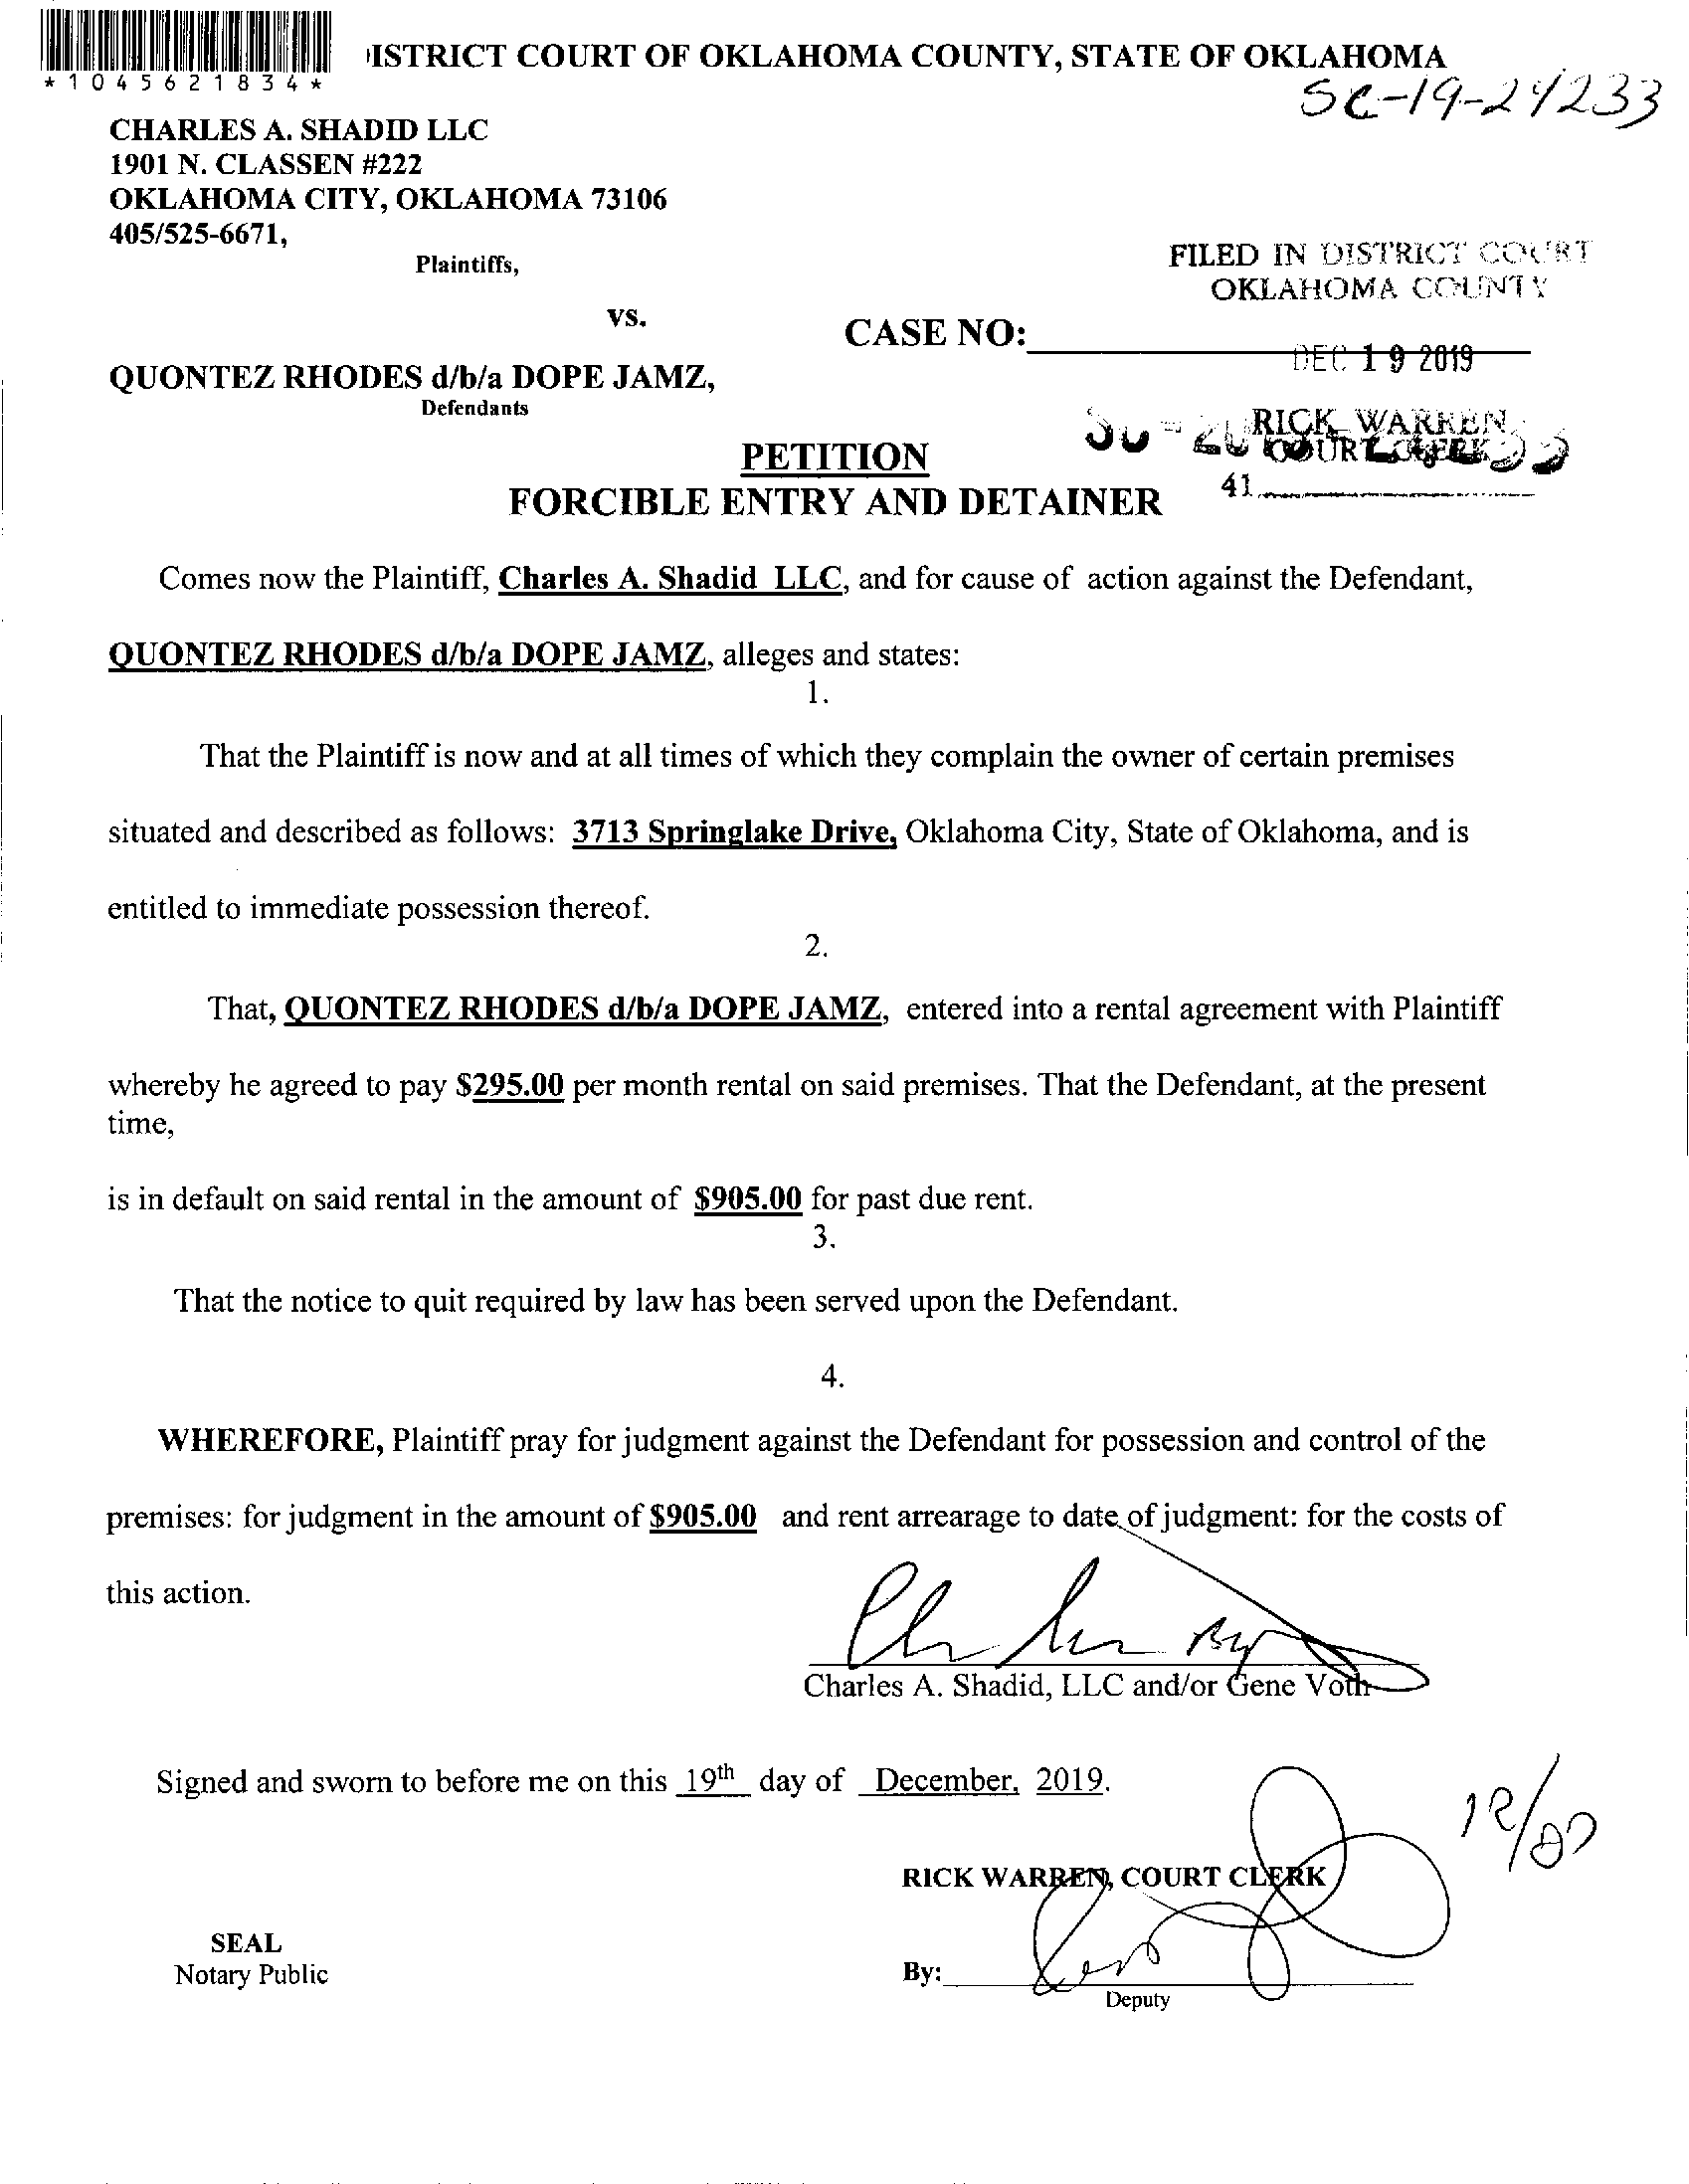 *1045621834*
ISTRICT COURT OF OKLAHOMA COUNTY, STATE OF OKLAHOMA
SC-19-24233
CHARLES A. SHADID LLC
1901 N. CLASSEN #222
OKLAHOMA CITY, OKLAHOMA 73106
405/525-6671,
Plaintiffs,
FILED IN DISTRICT COURT
OKLAHOMA COUNTY
vs.
CASE NO:
DEC 19 2019
QUONTEZ RHODES d/b/a DOPE JAMZ,
Defendants
RICK WARREN
COURT CLERK
41
PETITION
FORCIBLE ENTRY AND DETAINER
Comes now the Plaintiff, Charles A. Shadid LLC, and for cause of action against the Defendant,
QUONTEZ RHODES d/b/a DOPE JAMZ, alleges and states:
1.
That the Plaintiff is now and at all times of which they complain the owner of certain premises
situated and described as follows: 3713 Springlake Drive, Oklahoma City, State of Oklahoma, and is
entitled to immediate possession thereof.
2.
That, QUONTEZ RHODES d/b/a DOPE JAMZ, entered into a rental agreement with Plaintiff
whereby he agreed to pay $295.00 per month rental on said premises. That the Defendant, at the present
time,
is in default on said rental in the amount of $905.00 for past due rent.
3.
That the notice to quit required by law has been served upon the Defendant.
4.
WHEREFORE, Plaintiff pray for judgment against the Defendant for possession and control of the
premises: for judgment in the amount of $905.00 and rent arrearage to date of judgment: for the costs of
this action.
By
Charles A. Shadid, LLC and/or Gene Voth
Signed and sworn to before me on this 19th day of December, 2019.
RICK WARREN, COURT CLERK
SEAL
Notary Public
By:
Deputy